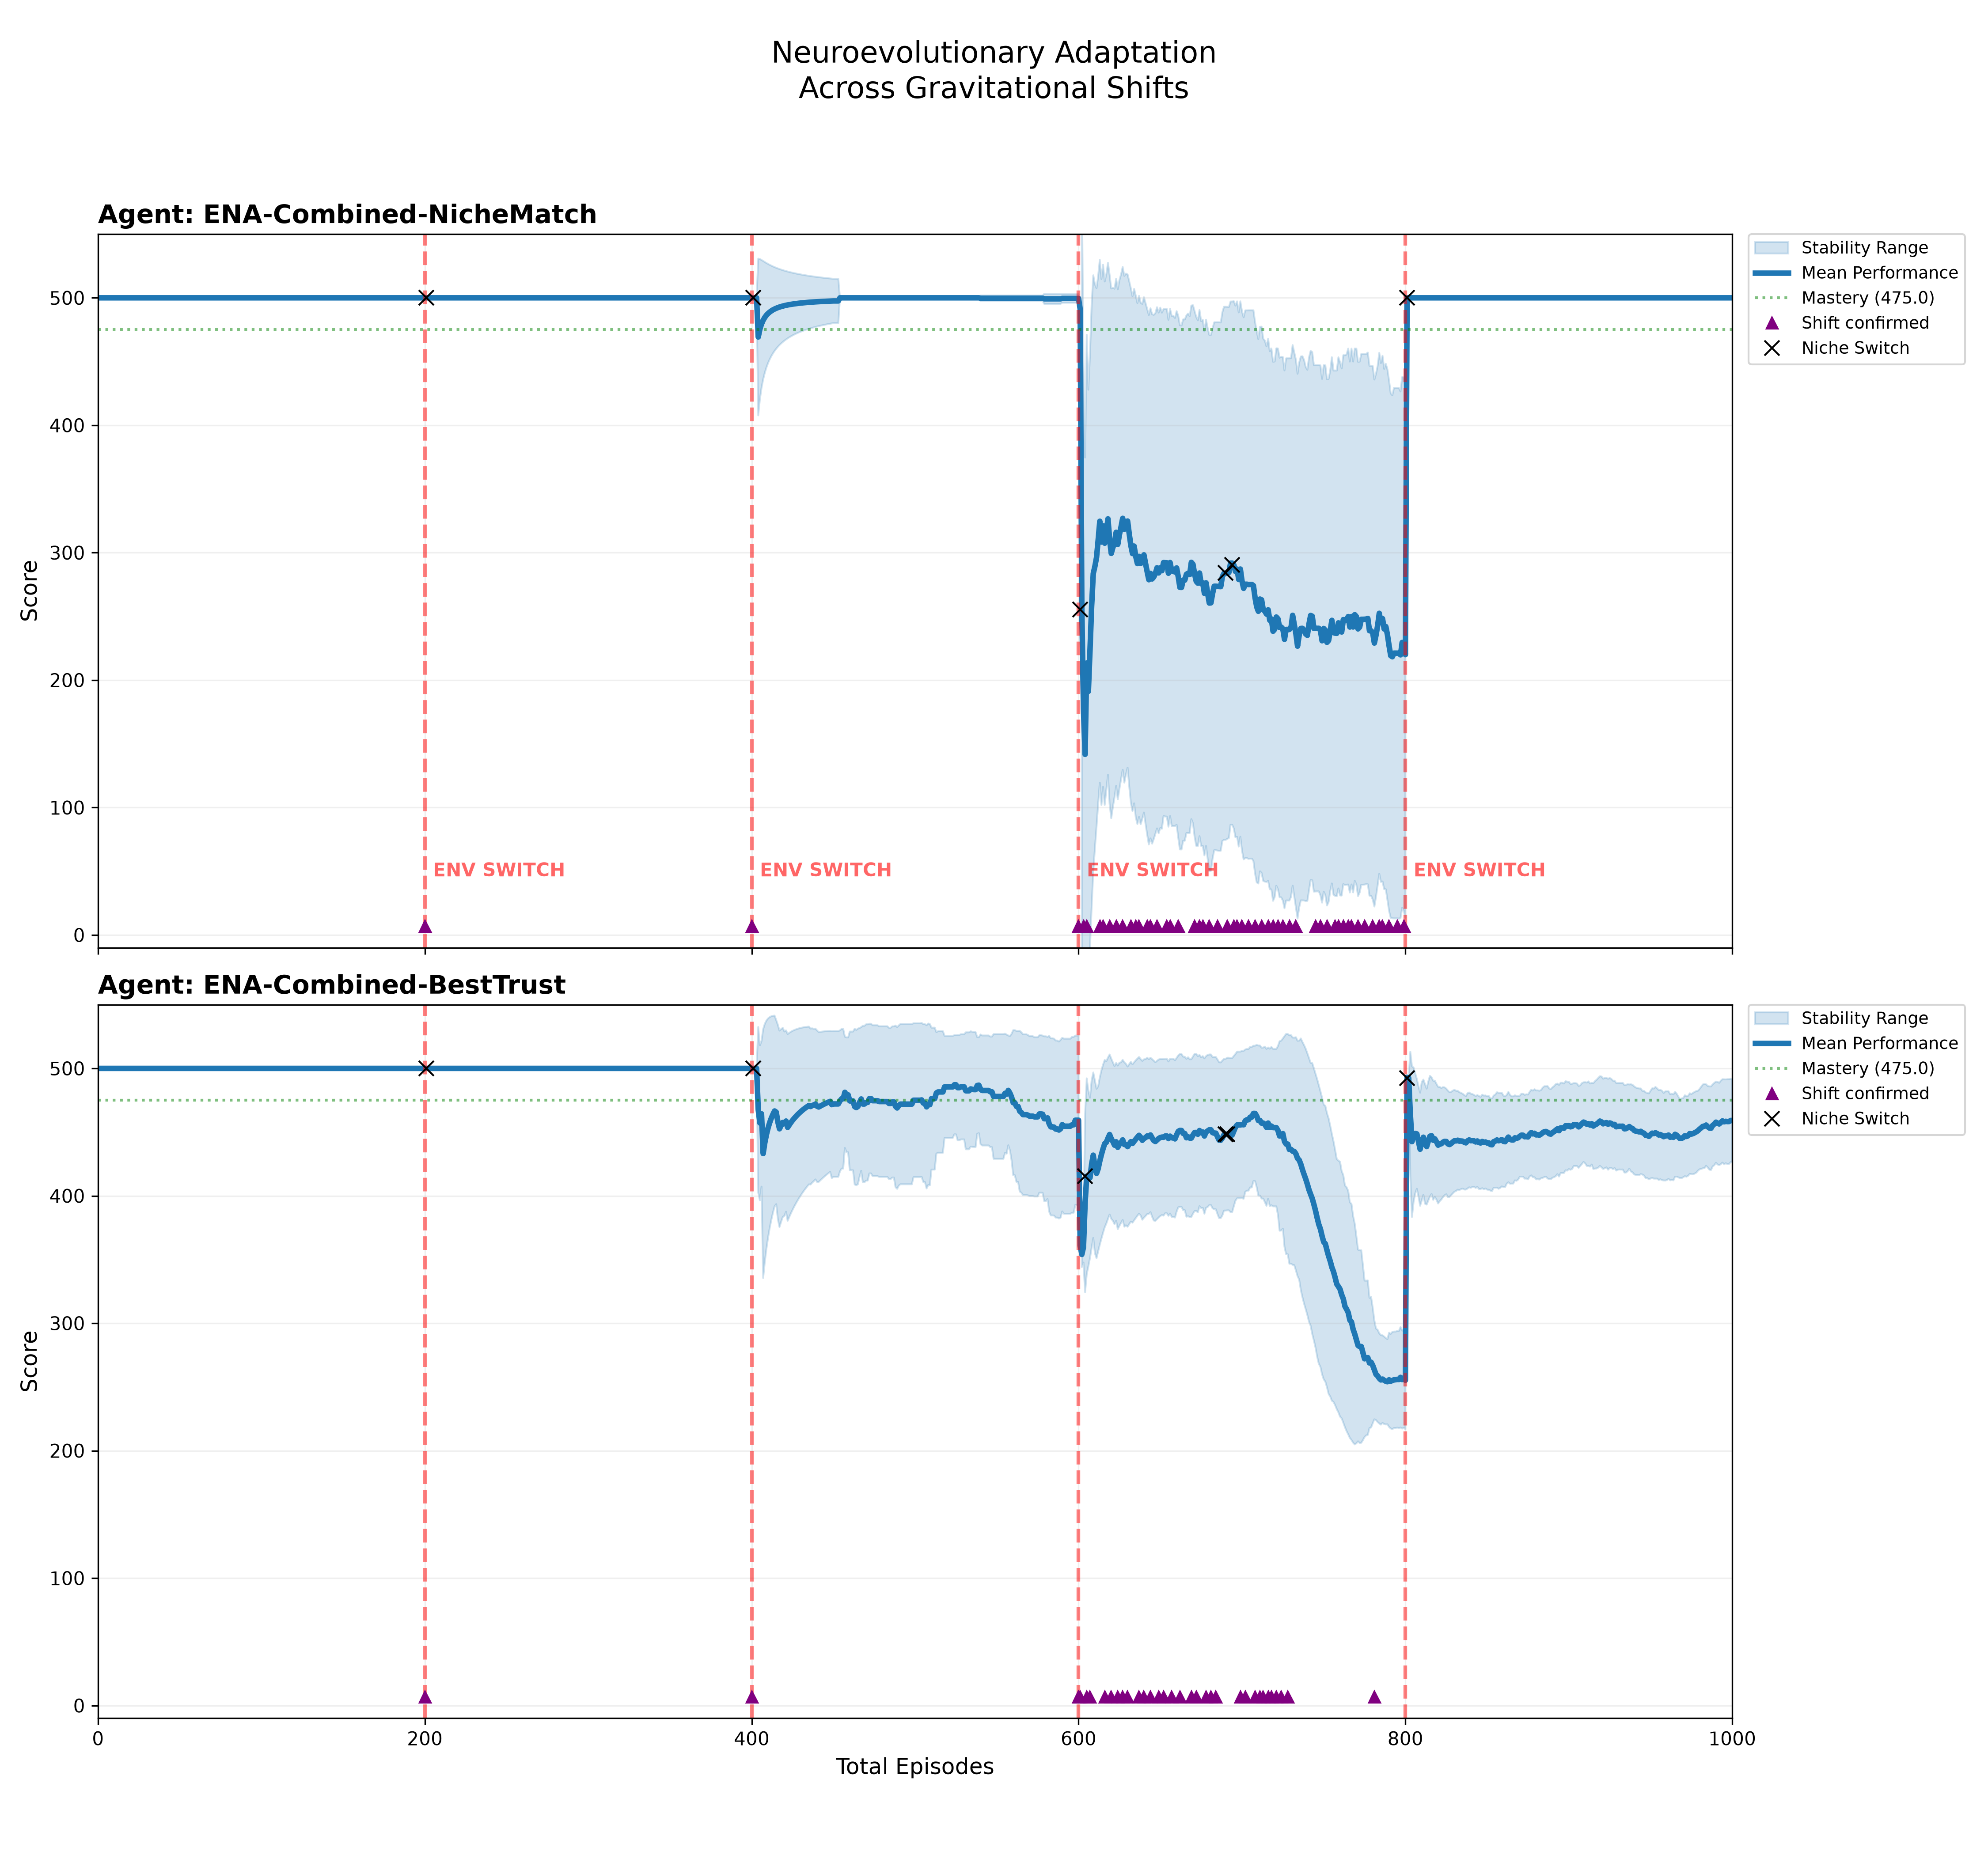 Neuroevolutionary Adaptation
Across Gravitational Shifts
Agent: ENA-Combined-NicheMatch
Score
500
400
300
200
100
0
ENV SWITCH
ENV SWITCH
ENV SWITCH
ENV SWITCH
Stability Range
Mean Performance
Mastery (475.0)
Shift confirmed
Niche Switch
Agent: ENA-Combined-BestTrust
Score
500
400
300
200
100
0
Stability Range
Mean Performance
Mastery (475.0)
Shift confirmed
Niche Switch
0
200
400
600
800
1000
Total Episodes